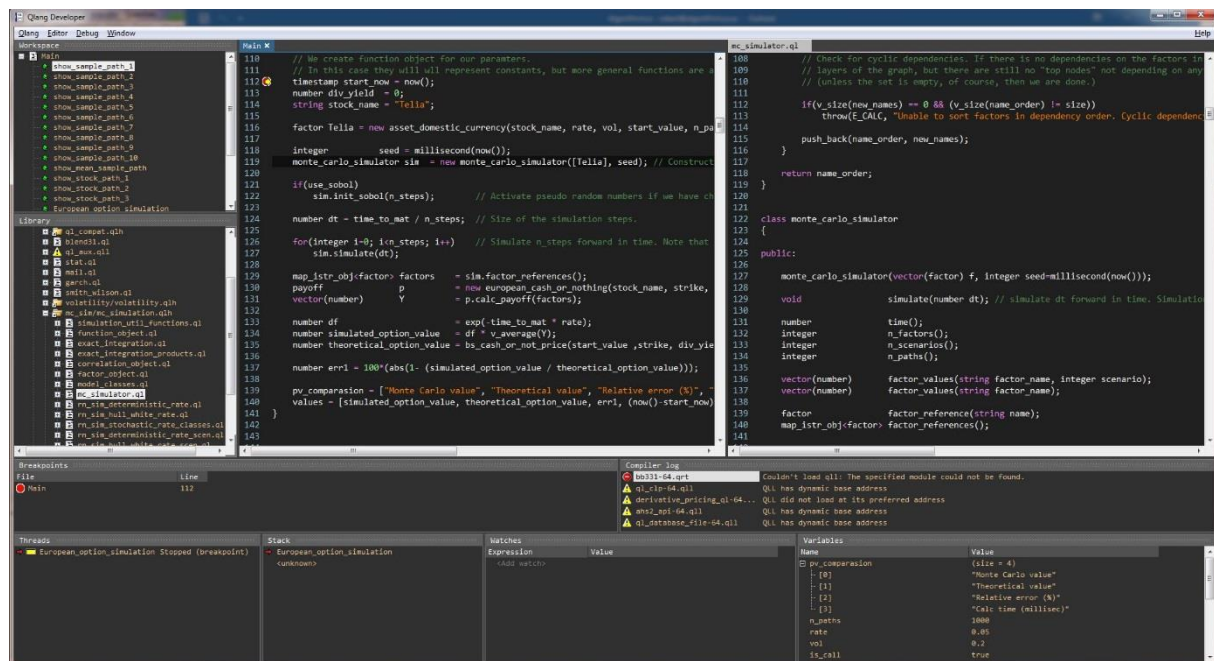 Qlang Developer
Qlang Editor Debug Window Help
Workspace
Main
show_sample_path_1
show_sample_path_2
show_sample_path_3
show_sample_path_4
show_sample_path_5
show_sample_path_6
show_sample_path_7
show_sample_path_8
show_sample_path_9
show_sample_path_10
show_mean_sample_path
show_stock_path_1
show_stock_path_2
show_stock_path_3
European_option_simulation
Library
ql_compat.qlh
blend31.ql
ql_aux.qll
stat.ql
mail.ql
garch.ql
smith_wilson.ql
volatility/volatility.qlh
mc_sim/mc_simulation.qlh
simulation_util_functions.ql
function_object.ql
exact_integration.ql
exact_integration_products.ql
correlation_object.ql
factor_object.ql
model_classes.ql
mc_simulator.ql
rn_sim_deterministic_rate.ql
rn_sim_hull_white_rate.ql
rn_sim_stochastic_rate_classes.ql
rn_sim_deterministic_rate_scen.ql
rn_sim_hull_white_rate_scen.ql
Main ×
110 // We create function object for our paramters.
111 // In this case they will wll represent constants, but more general functions are a
112 timestamp start_now = now();
113 number div_yield = 0;
114 string stock_name = "Telia";
115
116 factor Telia = new asset_domestic_currency(stock_name, rate, vol, start_value, n_pa
117
118 integer seed = millisecond(now());
119 monte_carlo_simulator sim = new monte_carlo_simulator([Telia], seed); // Construct
120
121 if(use_sobol)
122 sim.init_sobol(n_steps); // Activate pseudo random numbers if we have ch
123
124 number dt = time_to_mat / n_steps; // Size of the simulation steps.
125
126 for(integer i=0; i<n_steps; i++) // Simulate n_steps forward in time. Note that
127 sim.simulate(dt);
128
129 map_istr_obj<factor> factors = sim.factor_references();
130 payoff p = new european_cash_or_nothing(stock_name, strike,
131 vector(number) Y = p.calc_payoff(factors);
132
133 number df = exp(-time_to_mat * rate);
134 number simulated_option_value = df * v_average(Y);
135 number theoretical_option_value = bs_cash_or_not_price(start_value ,strike, div_yie
136
137 number err1 = 100*(abs(1- (simulated_option_value / theoretical_option_value)));
138
139 pv_comparasion = ["Monte Carlo value", "Theoretical value", "Relative error (%)", "
140 values = [simulated_option_value, theoretical_option_value, err1, (now()-start_now)
141 }
142
143
mc_simulator.ql
108 // Check for cyclic dependencies. If there is no dependencies on the factors in
109 // layers of the graph, but there are still no "top nodes" not depending on any
110 // (unless the set is empty, of course, then we are done.)
111
112 if(v_size(new_names) == 0 && (v_size(name_order) != size))
113 throw(E_CALC, "Unable to sort factors in dependency order. Cyclic dependenc
114
115 push_back(name_order, new_names);
116 }
117
118 return name_order;
119 }
120
121
122 class monte_carlo_simulator
123 {
124
125 public:
126
127 monte_carlo_simulator(vector(factor) f, integer seed=millisecond(now()));
128
129 void simulate(number dt); // simulate dt forward in time. Simulatio
130
131 number time();
132 integer n_factors();
133 integer n_scenarios();
134 integer n_paths();
135
136 vector(number) factor_values(string factor_name, integer scenario);
137 vector(number) factor_values(string factor_name);
138
139 factor factor_reference(string name);
140 map_istr_obj<factor> factor_references();
141
Breakpoints
File Line
Main 112
Compiler log
bb331-64.qrt Couldn't load qll: The specified module could not be found.
ql_clp-64.qll QLL has dynamic base address
derivative_pricing_ql-64... QLL did not load at its preferred address
ahs2_api-64.qll QLL has dynamic base address
ql_database_file-64.qll QLL has dynamic base address
Threads
European_option_simulation Stopped (breakpoint)
Stack
European_option_simulation
<unknown>
Watches
Expression Value
<Add watch>
Variables
Name Value
pv_comparasion (size = 4)
[0] "Monte Carlo value"
[1] "Theoretical value"
[2] "Relative error (%)"
[3] "Calc time (millisec)"
n_paths 1000
rate 0.05
vol 0.2
is_call true